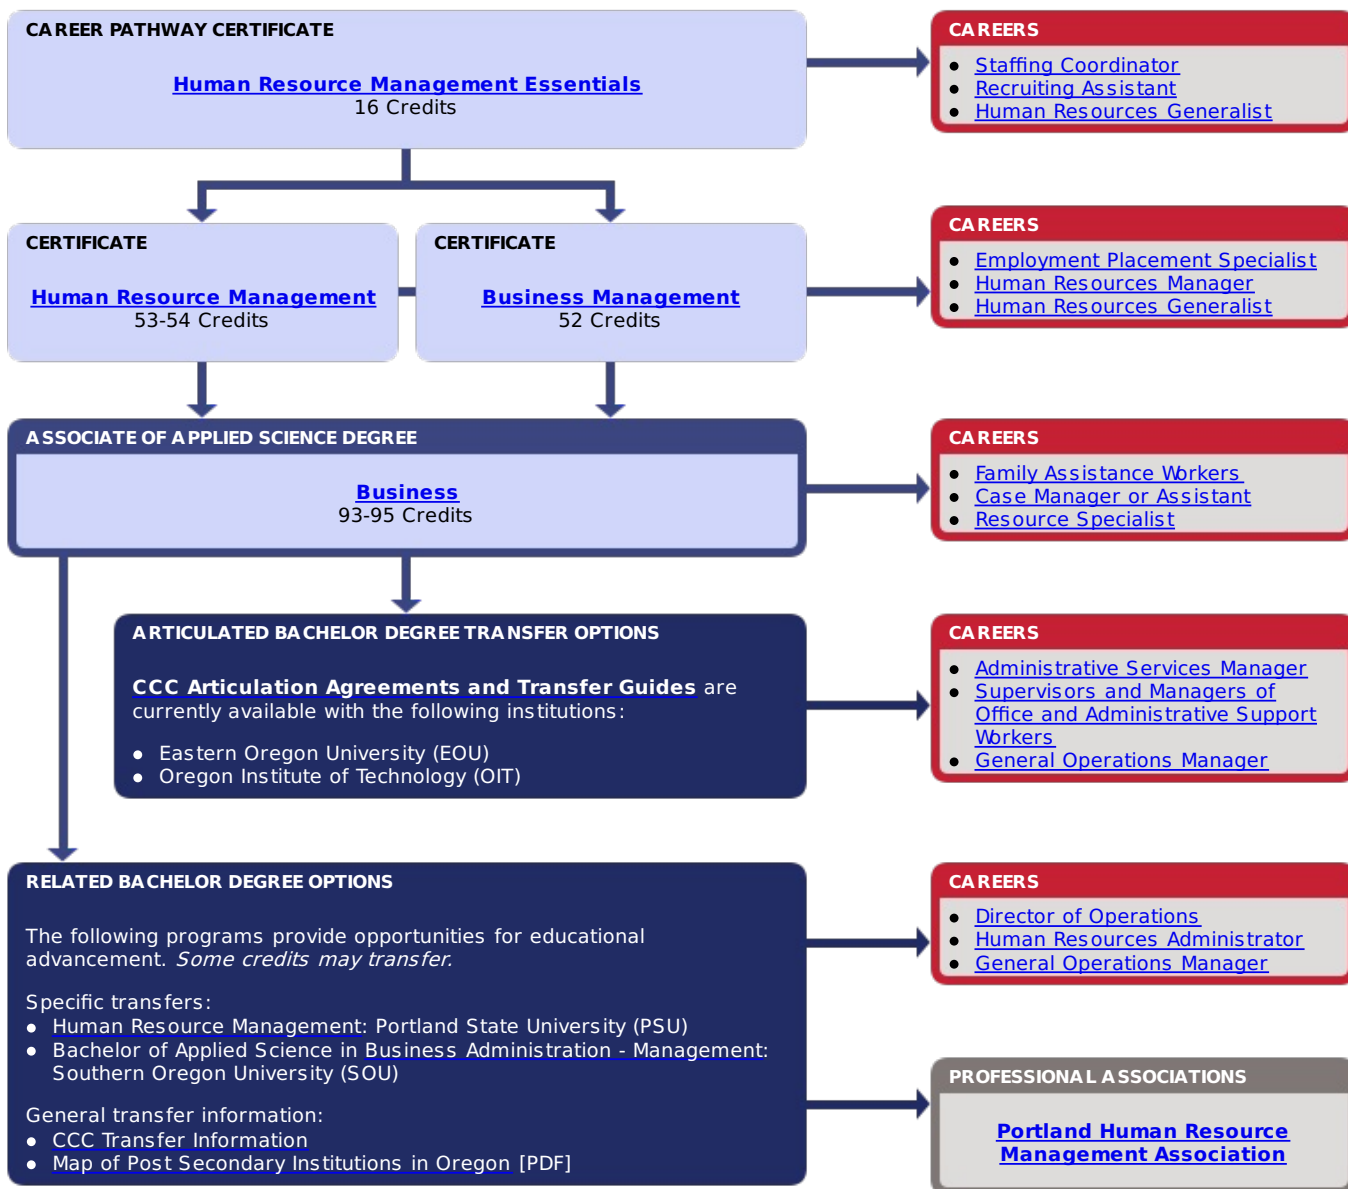 CAREER PATHWAY CERTIFICATE
Human Resource Management Essentials
16 Credits
CAREERS
● Staffing Coordinator
● Recruiting Assistant
● Human Resources Generalist
CERTIFICATE
Human Resource Management
53-54 Credits
CERTIFICATE
Business Management
52 Credits
CAREERS
● Employment Placement Specialist
● Human Resources Manager
● Human Resources Generalist
ASSOCIATE OF APPLIED SCIENCE DEGREE
Business
93-95 Credits
CAREERS
● Family Assistance Workers
● Case Manager or Assistant
● Resource Specialist
ARTICULATED BACHELOR DEGREE TRANSFER OPTIONS
CCC Articulation Agreements and Transfer Guides are
currently available with the following institutions:
● Eastern Oregon University (EOU)
● Oregon Institute of Technology (OIT)
CAREERS
● Administrative Services Manager
● Supervisors and Managers of
Office and Administrative Support
Workers
● General Operations Manager
RELATED BACHELOR DEGREE OPTIONS
The following programs provide opportunities for educational
advancement. Some credits may transfer.
Specific transfers:
● Human Resource Management: Portland State University (PSU)
● Bachelor of Applied Science in Business Administration - Management:
Southern Oregon University (SOU)
General transfer information:
● CCC Transfer Information
● Map of Post Secondary Institutions in Oregon [PDF]
CAREERS
● Director of Operations
● Human Resources Administrator
● General Operations Manager
PROFESSIONAL ASSOCIATIONS
Portland Human Resource
Management Association